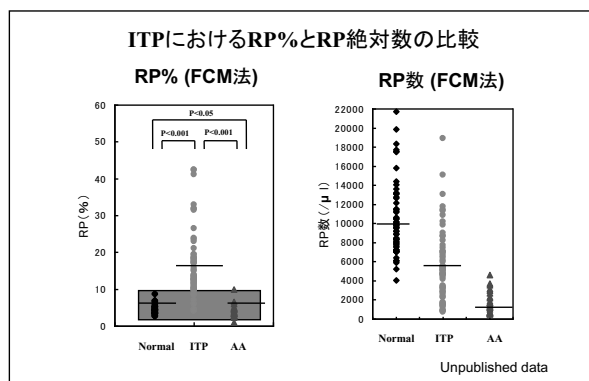 ITPにおけるRP%とRP絶対数の比較
RP% (FCM法)
P<0.05
P<0.001
P<0.001
RP(%)
60
50
40
30
20
10
0
Normal
ITP
AA
RP数 (FCM法)
RP数(/μl)
22000
20000
18000
16000
14000
12000
10000
8000
6000
4000
2000
0
Normal
ITP
AA
Unpublished data